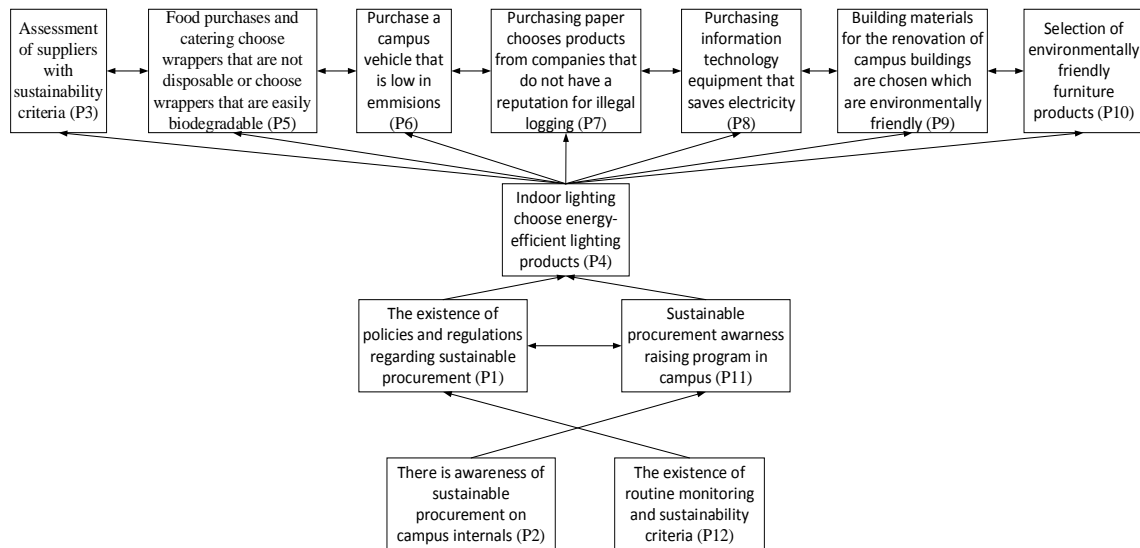 Assessment
of suppliers
with
sustainability
criteria (P3)
Food purchases and
catering choose
wrappers that are not
disposable or choose
wrappers that are easily
biodegradable (P5)
Purchase a
campus
vehicle that
is low in
emmisions
(P6)
Purchasing paper
chooses products
from companies that
do not have a
reputation for illegal
logging (P7)
Purchasing
information
technology
equipment that
saves electricity
(P8)
Building materials
for the renovation of
campus buildings
are chosen which
are environmentally
friendly (P9)
Selection of
environmentally
friendly
furniture
products (P10)
Indoor lighting
choose energy-
efficient lighting
products (P4)
The existence of
policies and regulations
regarding sustainable
procurement (P1)
Sustainable
procurement awarness
raising program in
campus (P11)
There is awareness of
sustainable
procurement on
campus internals (P2)
The existence of
routine monitoring
and sustainability
criteria (P12)